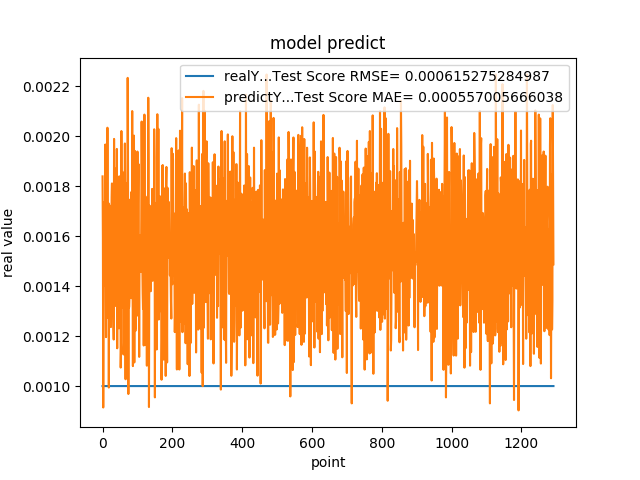 model predict
realY...Test Score RMSE= 0.000615275284987
predictY...Test Score MAE= 0.000557005666038
0.0022
0.0020
0.0018
0.0016
0.0014
0.0012
0.0010
real value
0 200 400 600 800 1000 1200
point